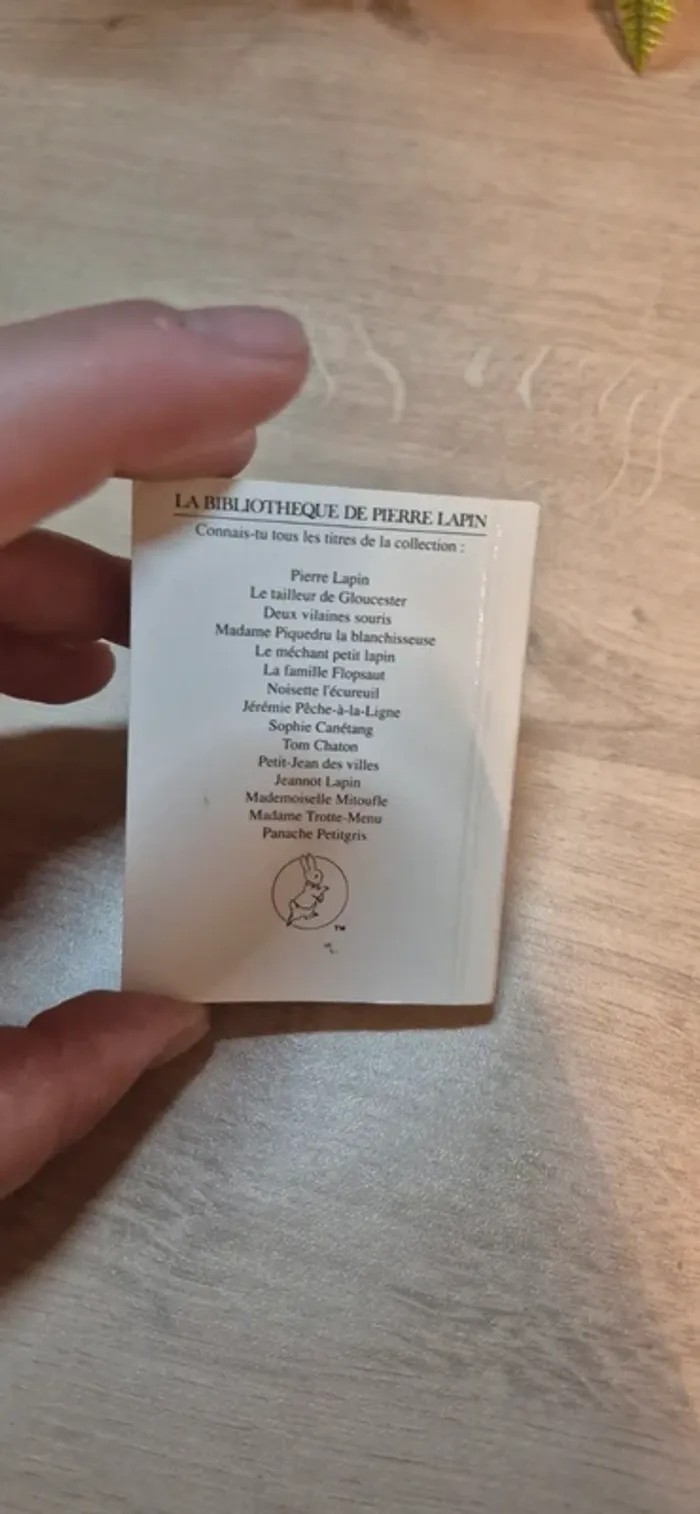 LA BIBLIOTHEQUE DE PIERRE LAPIN
Connais-tu tous les titres de la collection :
Pierre Lapin
Le tailleur de Gloucester
Deux vilaines souris
Madame Piquedru la blanchisseuse
Le méchant petit lapin
La famille Flopsaut
Noisette l'écureuil
Jérémie Pêche-à-la-Ligne
Sophie Canétang
Tom Chaton
Petit-Jean des villes
Jeannot Lapin
Mademoiselle Mitoufle
Madame Trotte-Menu
Panache Petitgris
TM